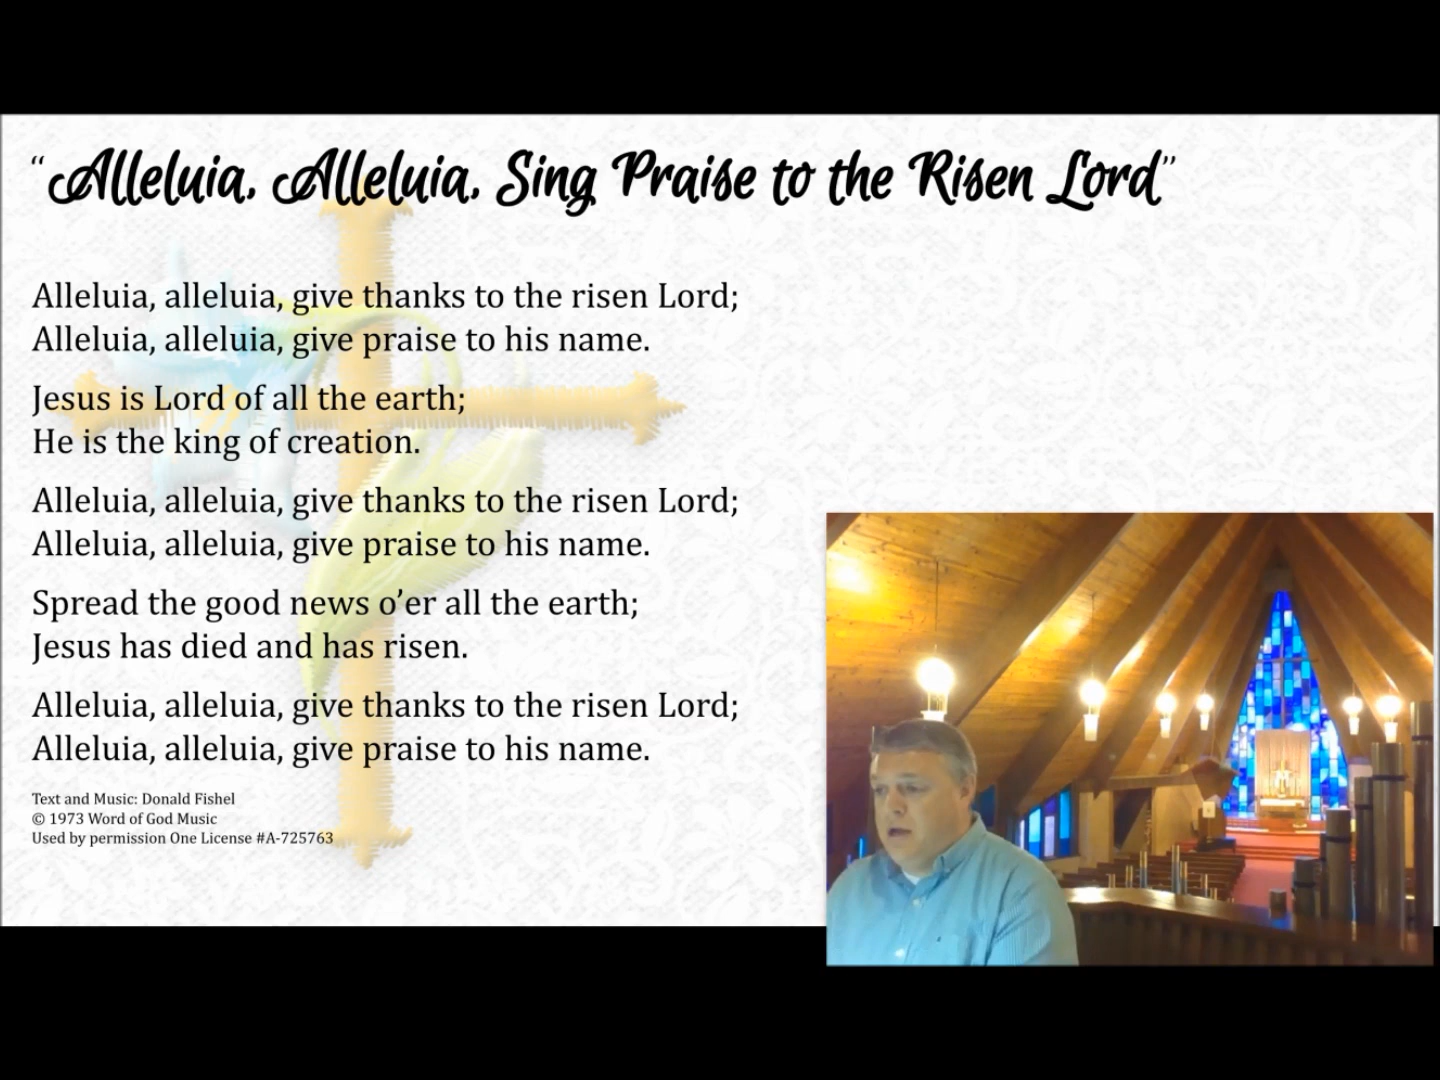 “Alleluia, Alleluia, Sing Praise to the Risen Lord”
Alleluia, alleluia, give thanks to the risen Lord;
Alleluia, alleluia, give praise to his name.
Jesus is Lord of all the earth;
He is the king of creation.
Alleluia, alleluia, give thanks to the risen Lord;
Alleluia, alleluia, give praise to his name.
Spread the good news o’er all the earth;
Jesus has died and has risen.
Alleluia, alleluia, give thanks to the risen Lord;
Alleluia, alleluia, give praise to his name.
Text and Music: Donald Fishel
© 1973 Word of God Music
Used by permission One License #A-725763